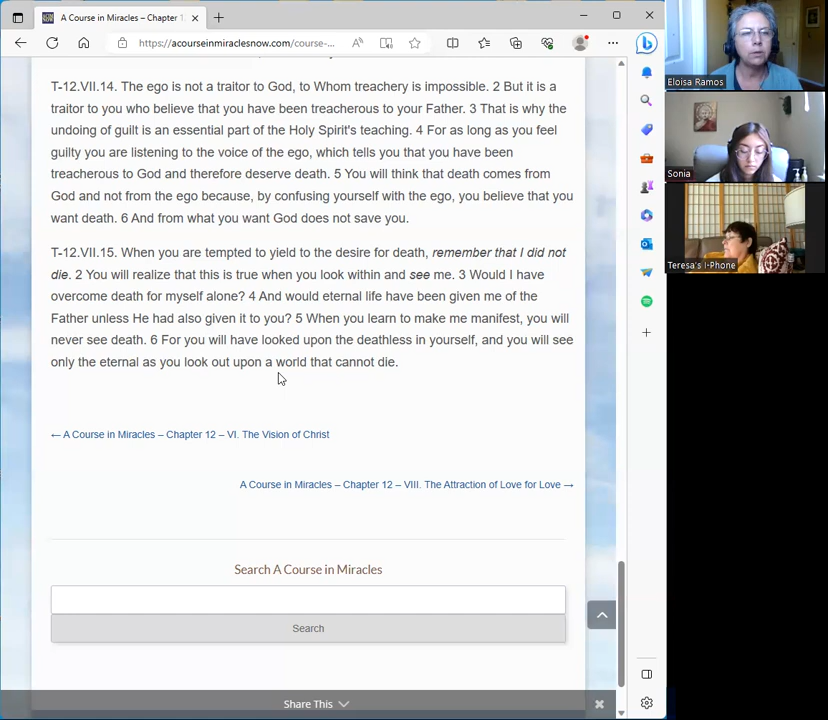 A Course in Miracles – Chapter 1
https://acourseinmiraclesnow.com/course-...
T-12.VII.14. The ego is not a traitor to God, to Whom treachery is impossible. 2 But it is a
traitor to you who believe that you have been treacherous to your Father. 3 That is why the
undoing of guilt is an essential part of the Holy Spirit's teaching. 4 For as long as you feel
guilty you are listening to the voice of the ego, which tells you that you have been
treacherous to God and therefore deserve death. 5 You will think that death comes from
God and not from the ego because, by confusing yourself with the ego, you believe that you
want death. 6 And from what you want God does not save you.
T-12.VII.15. When you are tempted to yield to the desire for death, remember that I did not
die. 2 You will realize that this is true when you look within and see me. 3 Would I have
overcome death for myself alone? 4 And would eternal life have been given me of the
Father unless He had also given it to you? 5 When you learn to make me manifest, you will
never see death. 6 For you will have looked upon the deathless in yourself, and you will see
only the eternal as you look out upon a world that cannot die.
← A Course in Miracles – Chapter 12 – VI. The Vision of Christ
A Course in Miracles – Chapter 12 – VIII. The Attraction of Love for Love →
Search A Course in Miracles
Search
Share This
Eloisa Ramos
Sonia
Teresa's I-Phone